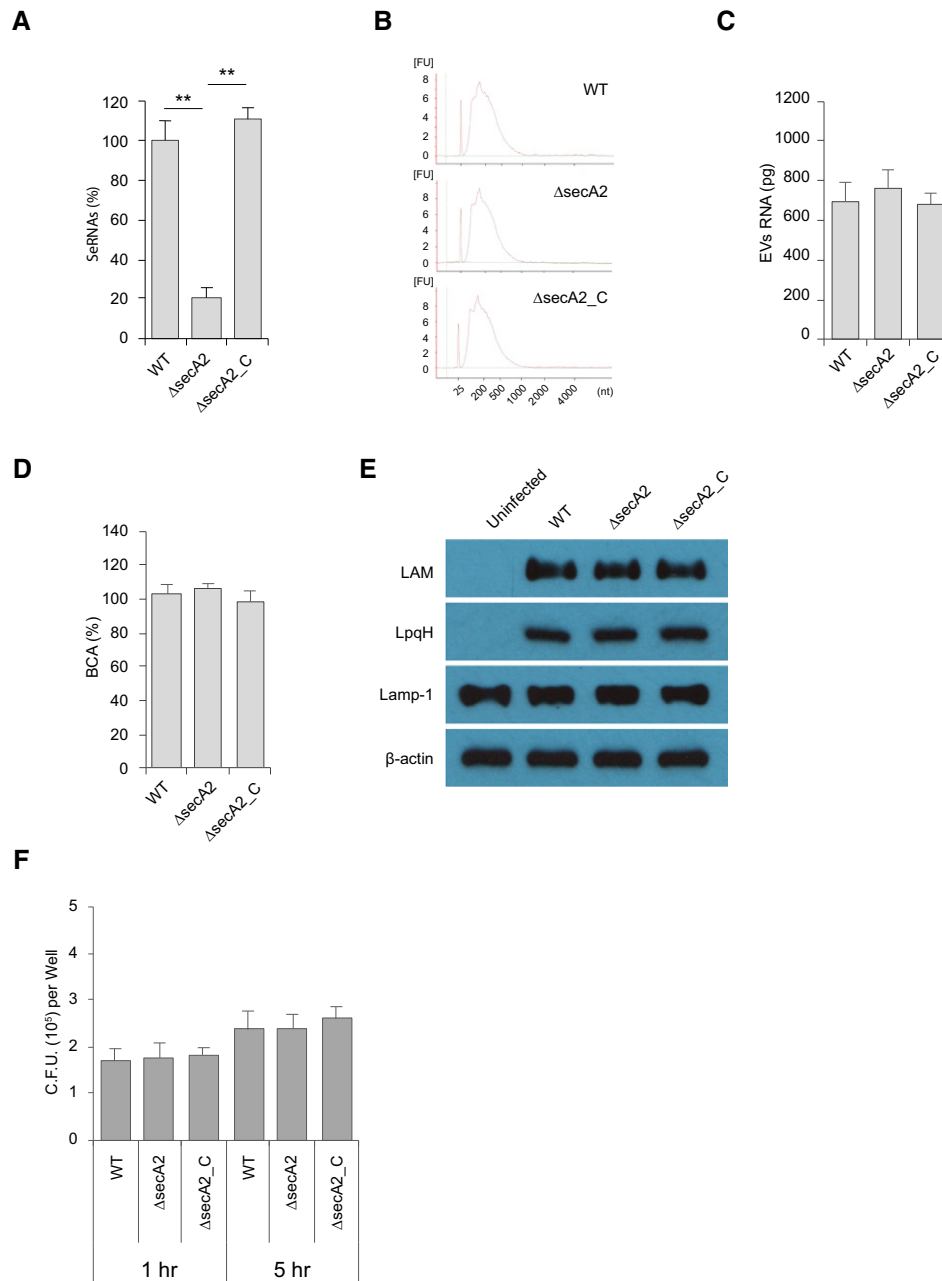 A
SeRNAs (%)
120
100
80
60
40
20
0
** **
WT ΔsecA2 ΔsecA2_C
B
[FU]
8
6
4
2
0
WT
[FU]
8
6
4
2
0
ΔsecA2
[FU]
8
6
4
2
0
ΔsecA2_C
25 200 500 1000 2000 4000 (nt)
C
EVs RNA (pg)
1200
1000
800
600
400
200
0
WT ΔsecA2 ΔsecA2_C
D
BCA (%)
140
120
100
80
60
40
20
0
WT ΔsecA2 ΔsecA2_C
E
Uninfected WT ΔsecA2 ΔsecA2_C
LAM
LpqH
Lamp-1
β-actin
F
C.F.U. (10⁵) per Well
5
4
3
2
1
0
WT ΔsecA2 ΔsecA2_C WT ΔsecA2 ΔsecA2_C
1 hr 5 hr